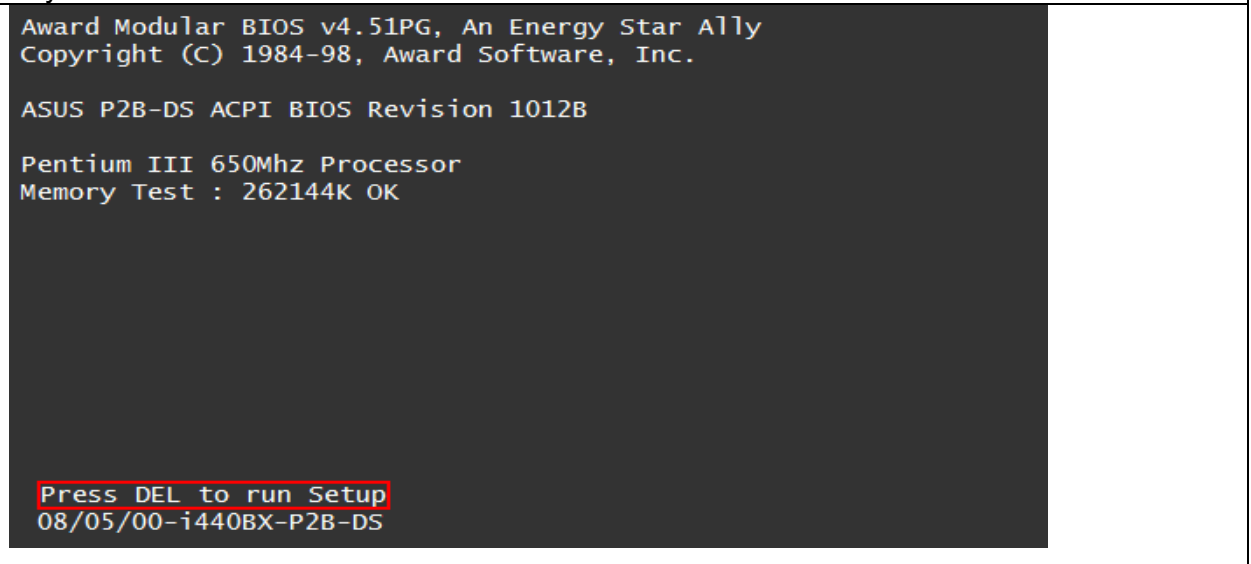 Award Modular BIOS v4.51PG, An Energy Star Ally
Copyright (C) 1984-98, Award Software, Inc.
ASUS P2B-DS ACPI BIOS Revision 1012B
Pentium III 650Mhz Processor
Memory Test : 262144K OK
Press DEL to run Setup
08/05/00-i440BX-P2B-DS